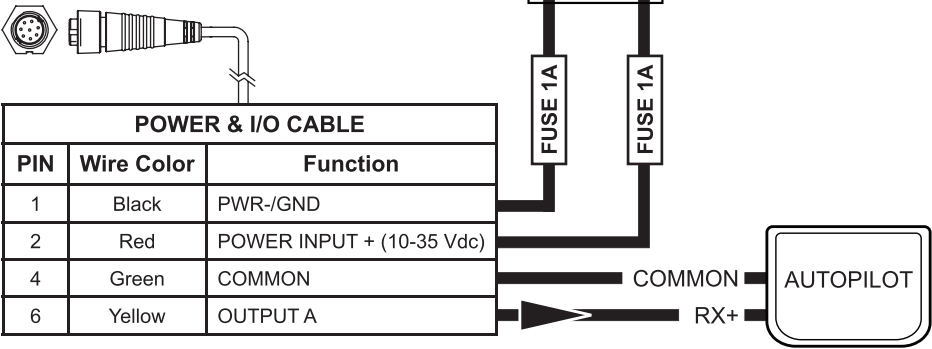 FUSE 1A
FUSE 1A
POWER & I/O CABLE
PIN Wire Color Function
1 Black PWR-/GND
2 Red POWER INPUT + (10-35 Vdc)
4 Green COMMON
COMMON
AUTOPILOT
6 Yellow OUTPUT A
RX+